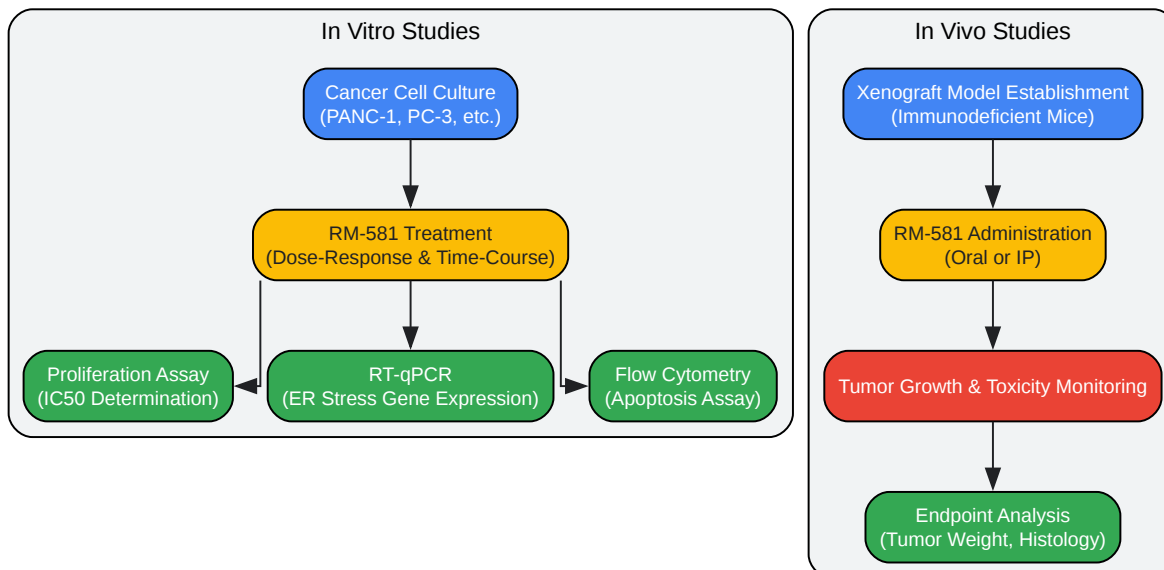 In Vitro Studies
Cancer Cell Culture
(PANC-1, PC-3, etc.)
RM-581 Treatment
(Dose-Response & Time-Course)
Proliferation Assay
(IC50 Determination)
RT-qPCR
(ER Stress Gene Expression)
Flow Cytometry
(Apoptosis Assay)
In Vivo Studies
Xenograft Model Establishment
(Immunodeficient Mice)
RM-581 Administration
(Oral or IP)
Tumor Growth & Toxicity Monitoring
Endpoint Analysis
(Tumor Weight, Histology)